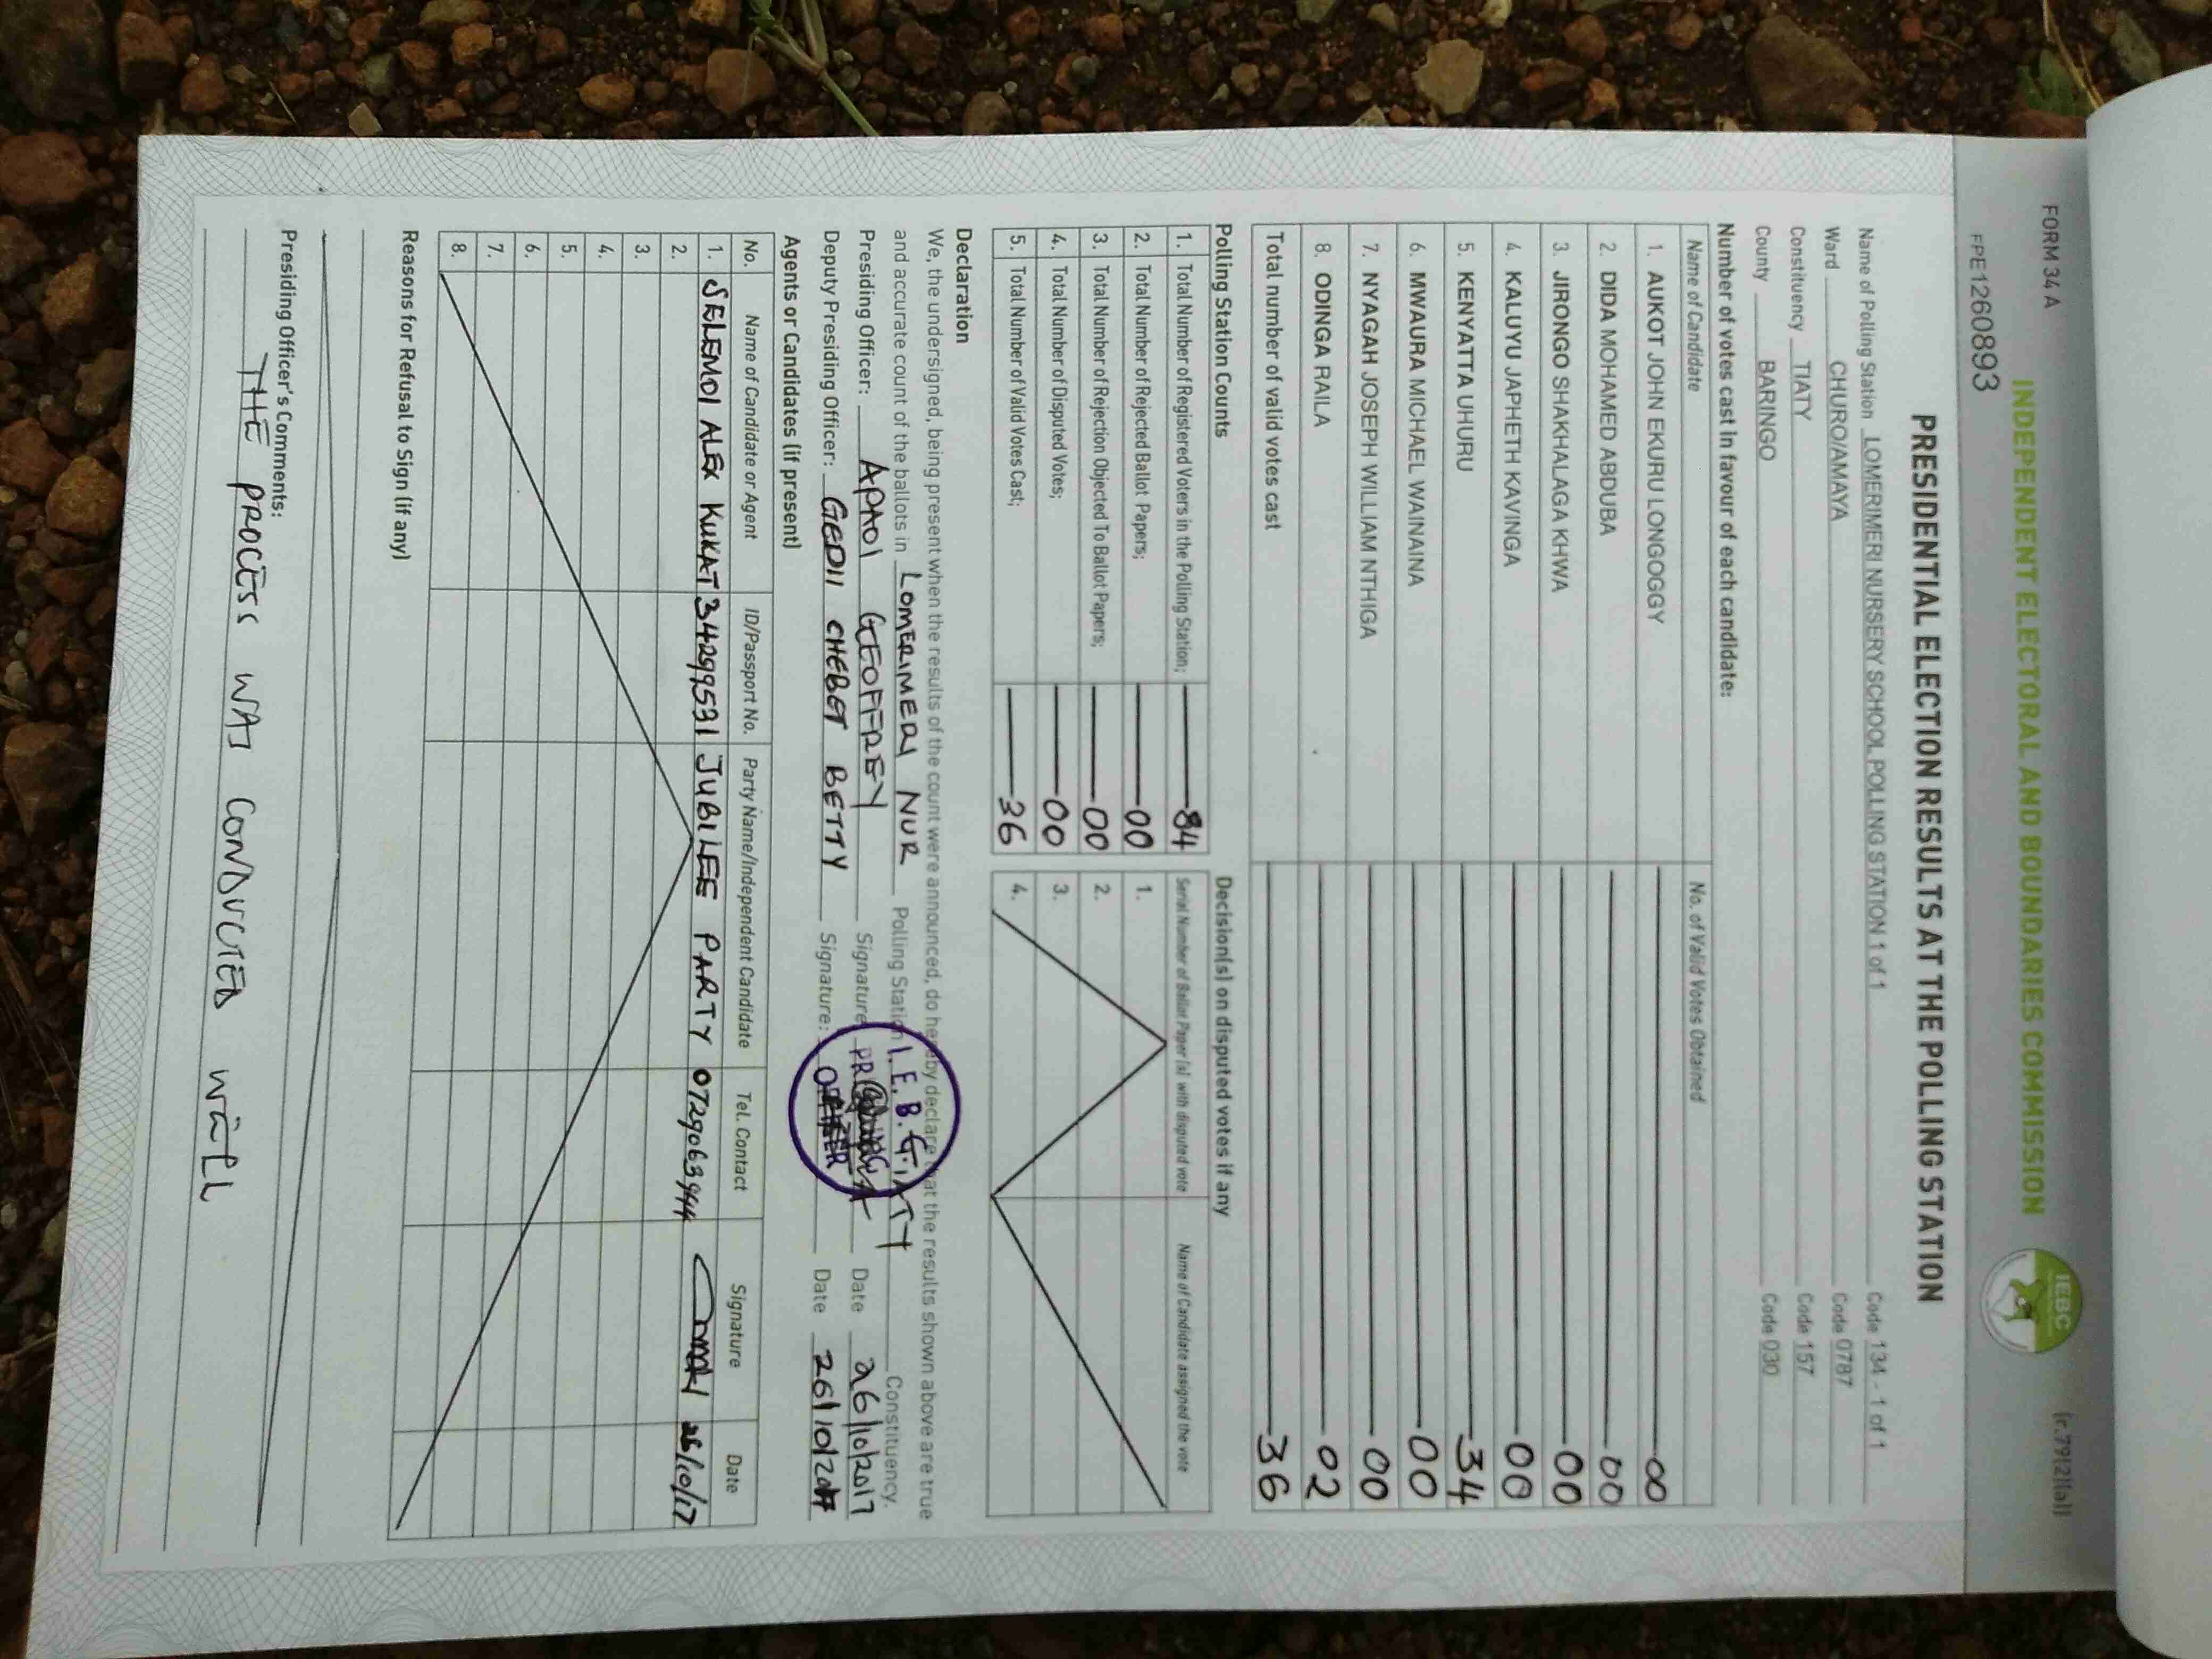 FORM 34 A
(r.79(2)(a))
INDEPENDENT ELECTORAL AND BOUNDARIES COMMISSION
IEBC
PPE1260893
PRESIDENTIAL ELECTION RESULTS AT THE POLLING STATION
Name of Polling Station LOMERIMERI NURSERY SCHOOL POLLING STATION 1 of 1 Code 134 - 1 of 1
Ward CHURO/AMAYA Code 0787
Constituency TIATY Code 157
County BARINGO Code 030
Number of votes cast in favour of each candidate:
Name of Candidate No. of Valid Votes Obtained
1. AUKOT JOHN EKURU LONGOGGY 00
2. DIDA MOHAMED ABDUBA 00
3. JIRONGO SHAKHALAGA KHWA 00
4. KALUYU JAPHETH KAVINGA 00
5. KENYATTA UHURU 34
6. MWAURA MICHAEL WAINAINA 00
7. NYAGAH JOSEPH WILLIAM NTHIGA 00
8. ODINGA RAILA 02
Total number of valid votes cast 36
Polling Station Counts
1. Total Number of Registered Voters in the Polling Station; 84
2. Total Number of Rejected Ballot Papers; 00
3. Total Number of Rejection Objected To Ballot Papers; 00
4. Total Number of Disputed Votes; 00
5. Total Number of Valid Votes Cast; 36
Decision(s) on disputed votes if any
Serial Number of Ballot Paper (s) with disputed vote Name of Candidate assigned the vote
1.
2.
3.
4.
Declaration
We, the undersigned, being present when the results of the count were announced, do hereby declare that the results shown above are true
and accurate count of the ballots in LOMERIMERI NUR Polling Station TIATY Constituency.
Presiding Officer: APAOI GEOFFREY Signature Date 26/10/2017
Deputy Presiding Officer: GEDII CHEBET BETTY Signature: Date 26/10/2017
I.E.B.C
PRESIDING
OFFICER
Agents or Candidates (if present)
No. Name of Candidate or Agent ID/Passport No. Party Name/Independent Candidate Tel. Contact Signature Date
1. SELEMOI ALEX KUKAT 34299531 JUBILEE PARTY 0729063944 26/10/17
2.
3.
4.
5.
6.
7.
8.
Reasons for Refusal to Sign (if any)
Presiding Officer's Comments:
THE PROCESS WAS CONDUCTED WELL